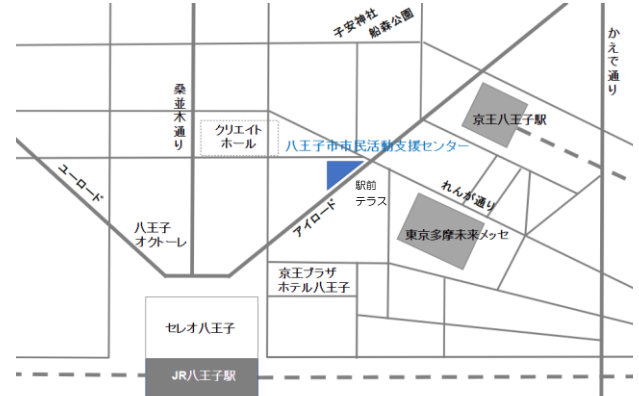 子安神社
船森公園
かえで通り
桑並木通り
京王八王子駅
クリエイト
ホール
八王子市市民活動支援センター
ユーロード
駅前
テラス
れんが通り
アイロード
八王子
オクトーレ
東京多摩未来メッセ
京王プラザ
ホテル八王子
セレオ八王子
JR八王子駅